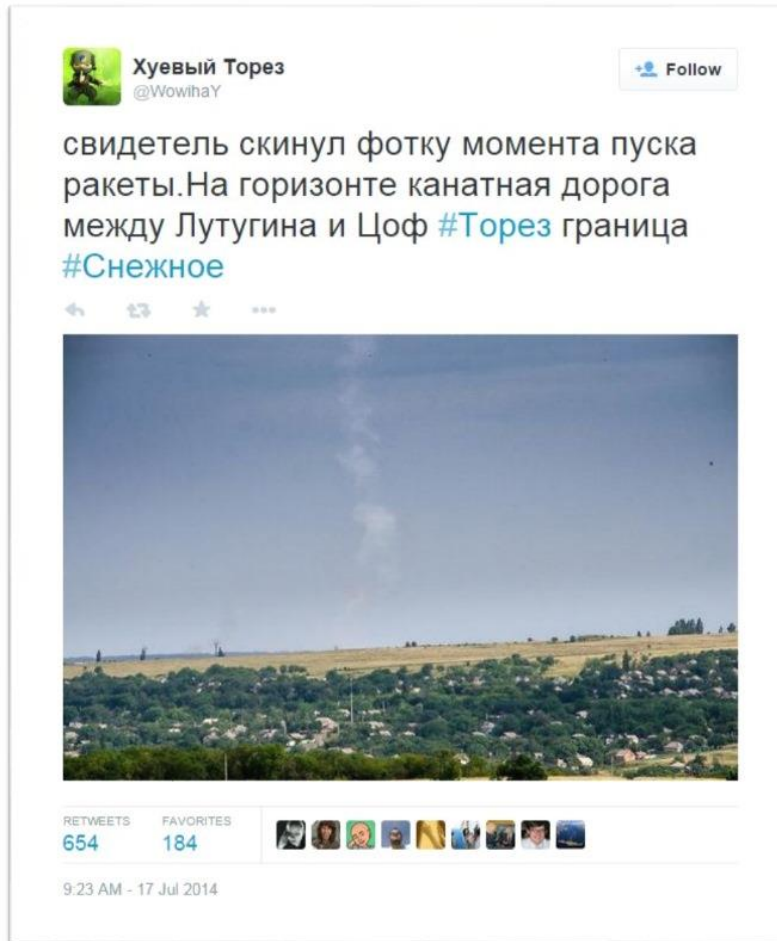 Хуевый Торез
@WowihaY
Follow
свидетель скинул фотку момента пуска
ракеты.На горизонте канатная дорога
между Лутугина и Цоф #Торез граница
#Снежное
RETWEETS FAVORITES
654 184
9:23 AM - 17 Jul 2014